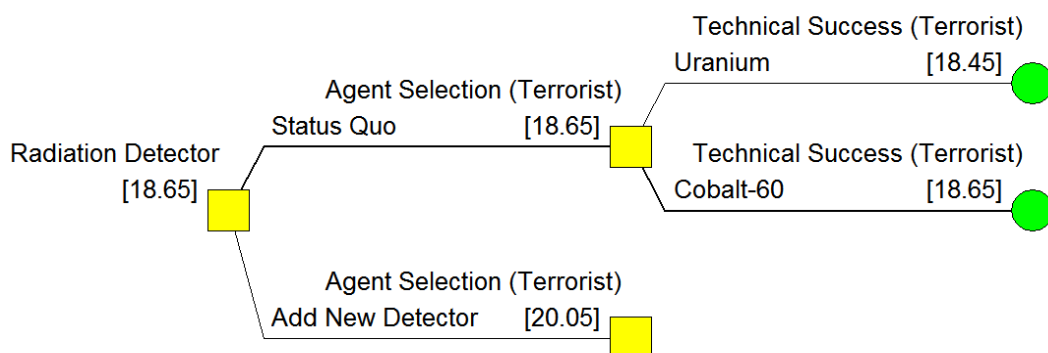 Technical Success (Terrorist)
Uranium [18.45]
Agent Selection (Terrorist)
Status Quo [18.65]
Technical Success (Terrorist)
Cobalt-60 [18.65]
Radiation Detector
[18.65]
Agent Selection (Terrorist)
Add New Detector [20.05]